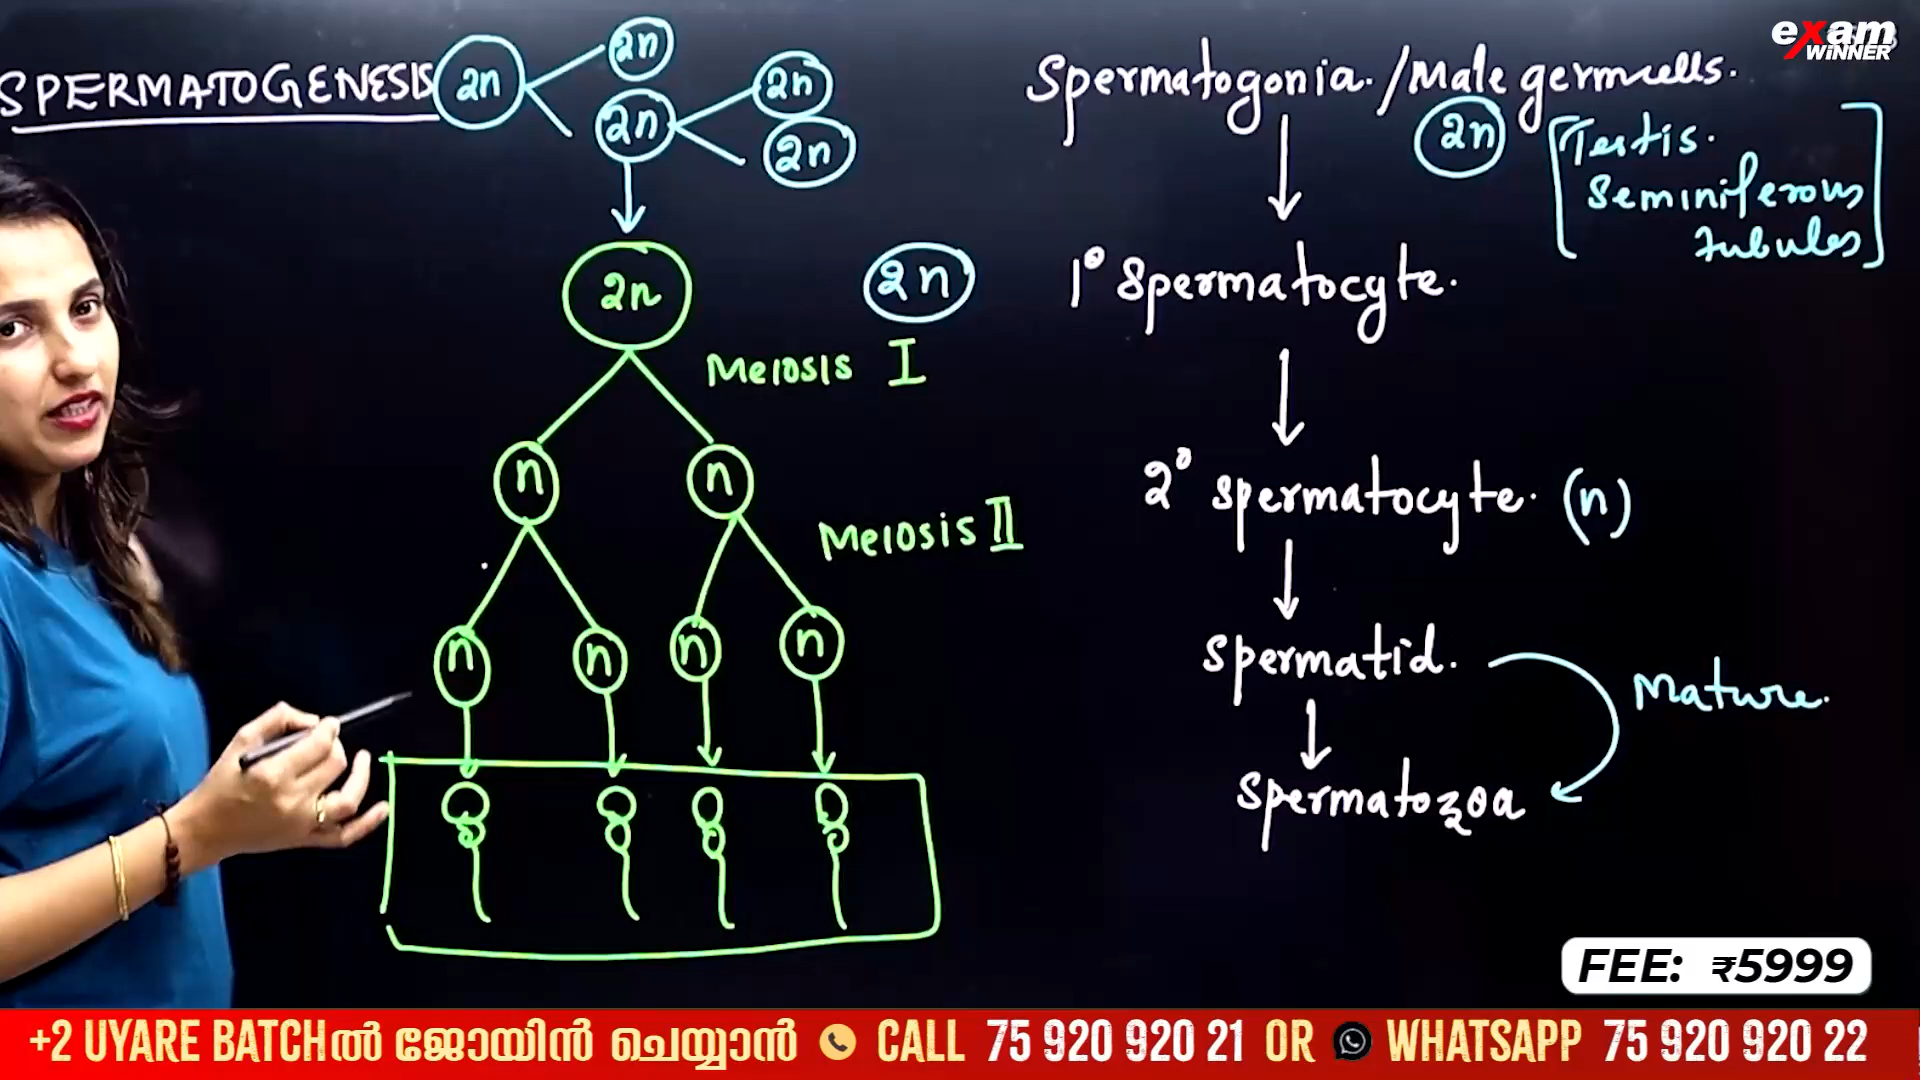 exam WINNER
SPERMATOGENESIS
2n
2n
2n
2n
2n
2n
Meiosis I
n
n
Meiosis II
n
n
n
n
Spermatogonia. / Male germcells.
2n
Testis.
Seminiferous
tubules
2n
1° Spermatocyte.
2° Spermatocyte. (n)
Spermatid.
Mature.
Spermatozoa
FEE: ₹5999
+2 UYARE BATCHൽ ജോയിൻ ചെയ്യാൻ CALL 75 920 920 21 OR WHATSAPP 75 920 920 22